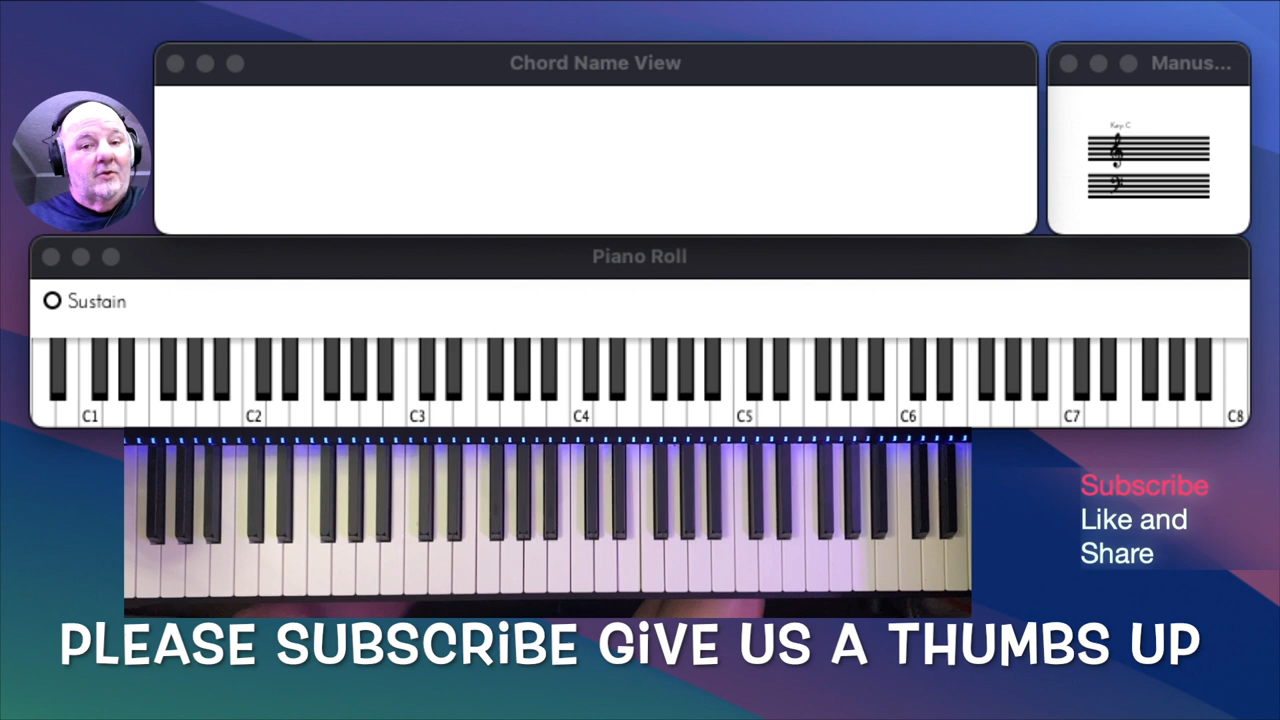 Chord Name View
Manus...
Key: C
Piano Roll
Sustain
C1 C2 C3 C4 C5 C6 C7 C8
Subscribe
Like and
Share
PLEASE SUBSCRiBE GiVE US A THUMBS UP